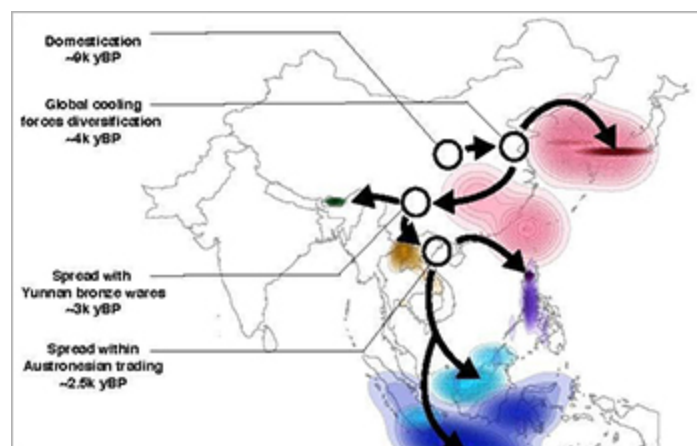 Domestication
~9k yBP
Global cooling
forces diversification
~4k yBP
Spread with
Yunnan bronze wares
~3k yBP
Spread within
Austronesian trading
~2.5k yBP